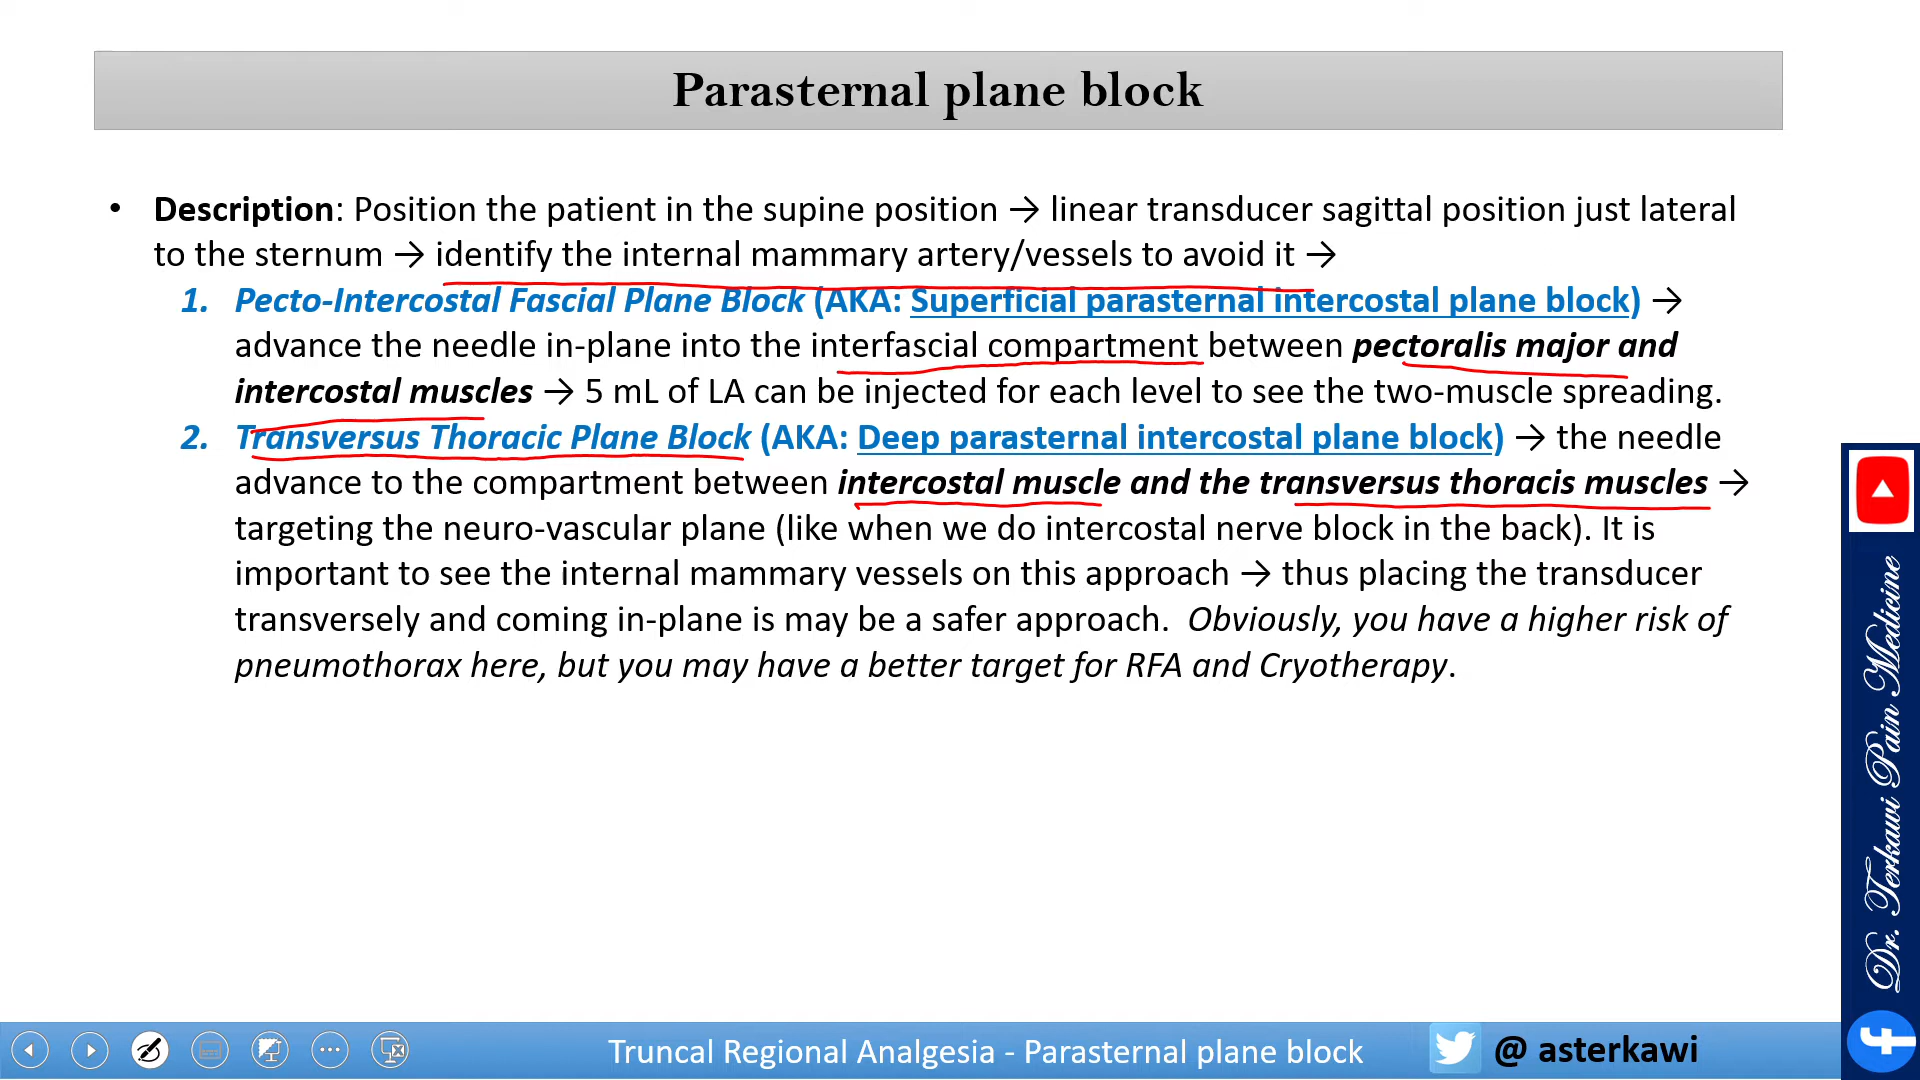 Parasternal plane block
• Description: Position the patient in the supine position → linear transducer sagittal position just lateral
to the sternum → identify the internal mammary artery/vessels to avoid it →
1. Pecto-Intercostal Fascial Plane Block (AKA: Superficial parasternal intercostal plane block) →
advance the needle in-plane into the interfascial compartment between pectoralis major and
intercostal muscles → 5 mL of LA can be injected for each level to see the two-muscle spreading.
2. Transversus Thoracic Plane Block (AKA: Deep parasternal intercostal plane block) → the needle
advance to the compartment between intercostal muscle and the transversus thoracis muscles →
targeting the neuro-vascular plane (like when we do intercostal nerve block in the back). It is
important to see the internal mammary vessels on this approach → thus placing the transducer
transversely and coming in-plane is may be a safer approach. Obviously, you have a higher risk of
pneumothorax here, but you may have a better target for RFA and Cryotherapy.
Dr. Terkawi Pain Medicine
Truncal Regional Analgesia - Parasternal plane block
@ asterkawi